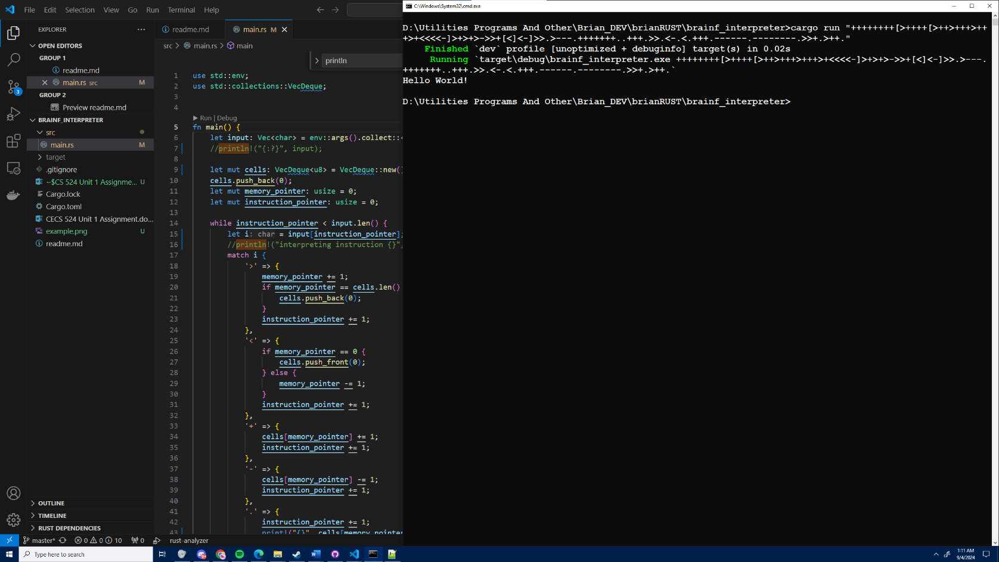 File Edit Selection View Go Run Terminal Help
EXPLORER
OPEN EDITORS
GROUP 1
readme.md
main.rs src M
GROUP 2
Preview readme.md
BRAINF_INTERPRETER
src
main.rs M
target
.gitignore
~$CS 524 Unit 1 Assignme... U
Cargo.lock
Cargo.toml
CECS 524 Unit 1 Assignment.do...
example.png U
readme.md
OUTLINE
TIMELINE
RUST DEPENDENCIES
readme.md main.rs M
src > main.rs > main
println
Run | Debug
1 use std::env;
2 use std::collections::VecDeque;
3
4
5 fn main() {
6 let input: Vec<char> = env::args().collect::<
7 //println!("{:?}", input);
8
9 let mut cells: VecDeque<u8> = VecDeque::new()
10 cells.push_back(0);
11 let mut memory_pointer: usize = 0;
12 let mut instruction_pointer: usize = 0;
13
14 while instruction_pointer < input.len() {
15 let i: char = input[instruction_pointer];
16 //println!("interpreting instruction {}",
17 match i {
18 '>' => {
19 memory_pointer += 1;
20 if memory_pointer == cells.len()
21 cells.push_back(0);
22 }
23 instruction_pointer += 1;
24 },
25 '<' => {
26 if memory_pointer == 0 {
27 cells.push_front(0);
28 } else {
29 memory_pointer -= 1;
30 }
31 instruction_pointer += 1;
32 },
33 '+' => {
34 cells[memory_pointer] += 1;
35 instruction_pointer += 1;
36 },
37 '-' => {
38 cells[memory_pointer] -= 1;
39 instruction_pointer += 1;
40 },
41 '.' => {
42 instruction_pointer += 1;
43 print!("{}", cells[memory_pointer
C:\Windows\System32\cmd.exe
D:\Utilities Programs And Other\Brian_DEV\brianRUST\brainf_interpreter>cargo run "++++++++[>++++[>++>+++>++
+>+<<<<-]>+>+>->>+[<]<-]>>.>---.+++++++..+++.>>.<-.<.+++.------.--------.>>+.>++."
Finished `dev` profile [unoptimized + debuginfo] target(s) in 0.02s
Running `target\debug\brainf_interpreter.exe ++++++++[>++++[>++>+++>+++>+<<<<-]>+>+>->>+[<]<-]>>.>---.
+++++++..+++.>>.<-.<.+++.------.--------.>>+.>++.`
Hello World!
D:\Utilities Programs And Other\Brian_DEV\brianRUST\brainf_interpreter>
3
master* 0 0 10 0 rust-analyzer
Type here to search
1:11 AM
9/4/2024